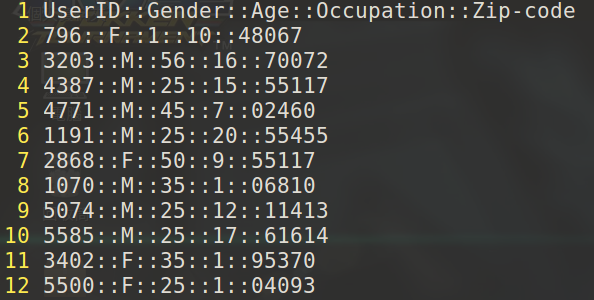 1 UserID::Gender::Age::Occupation::Zip-code
2 796::F::1::10::48067
3 3203::M::56::16::70072
4 4387::M::25::15::55117
5 4771::M::45::7::02460
6 1191::M::25::20::55455
7 2868::F::50::9::55117
8 1070::M::35::1::06810
9 5074::M::25::12::11413
10 5585::M::25::17::61614
11 3402::F::35::1::95370
12 5500::F::25::1::04093